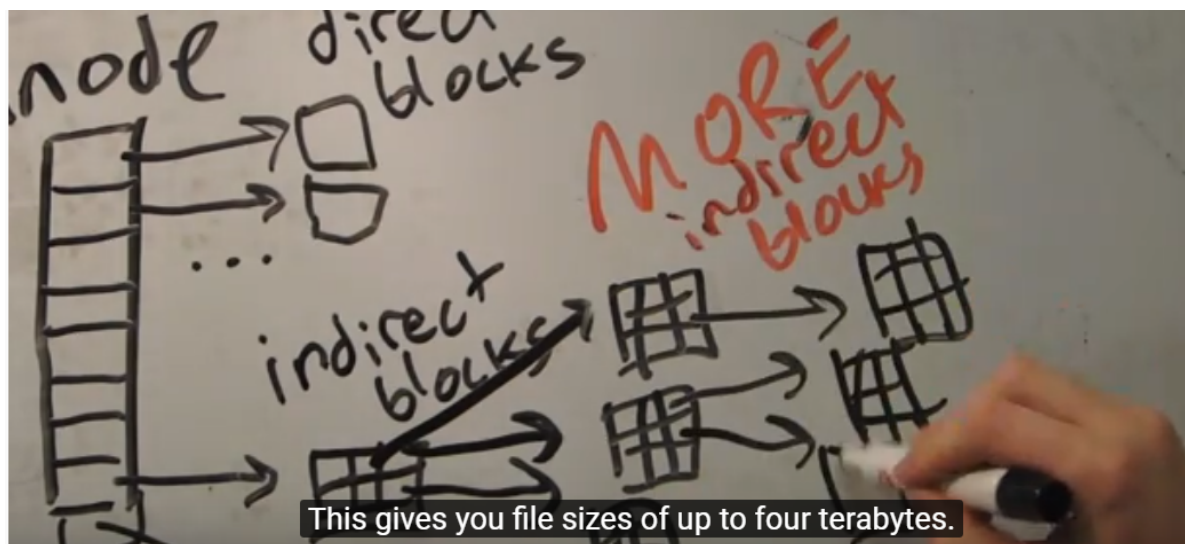 inode
direct
blocks
MORE
indirect
blocks
...
indirect
blocks
This gives you file sizes of up to four terabytes.